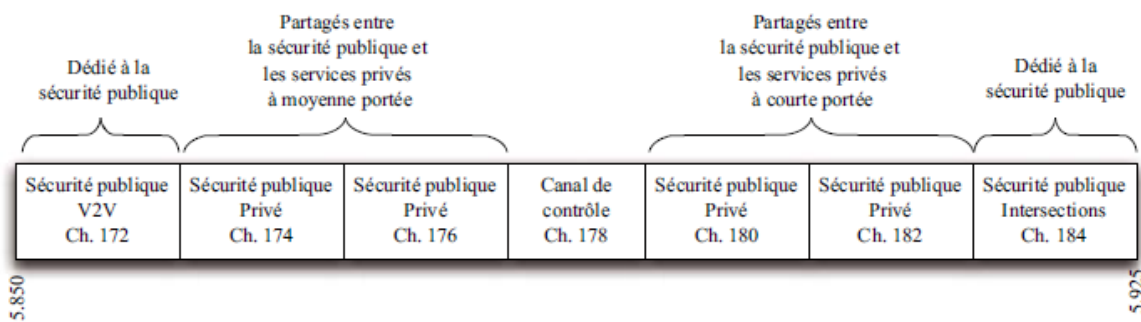 Dédié à la
sécurité publique
Partagés entre
la sécurité publique et
les services privés
à moyenne portée
Partagés entre
la sécurité publique et
les services privés
à courte portée
Dédié à la
sécurité publique
Sécurité publique
V2V
Ch. 172
Sécurité publique
Privé
Ch. 174
Sécurité publique
Privé
Ch. 176
Canal de
contrôle
Ch. 178
Sécurité publique
Privé
Ch. 180
Sécurité publique
Privé
Ch. 182
Sécurité publique
Intersections
Ch. 184
5.850
5.925